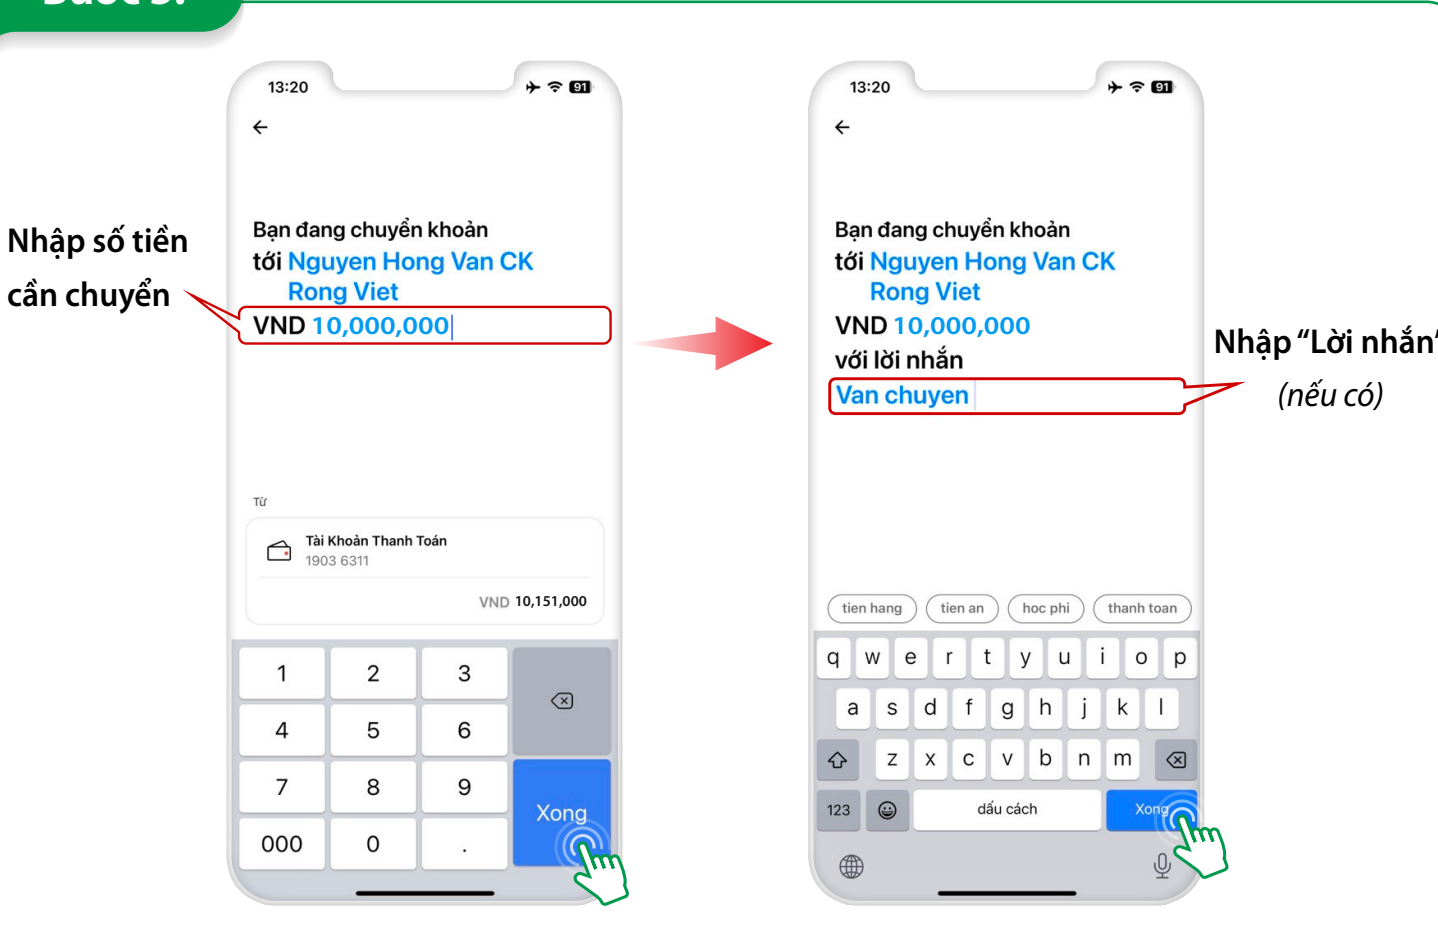 Nhập số tiền
cần chuyển
13:20
91
Bạn đang chuyển khoản
tới Nguyen Hong Van CK
Rong Viet
VND 10,000,000
Từ
Tài Khoản Thanh Toán
1903 6311
VND 10,151,000
1 2 3
4 5 6
7 8 9
Xong
000 0 .
13:20
91
Bạn đang chuyển khoản
tới Nguyen Hong Van CK
Rong Viet
VND 10,000,000
với lời nhắn
Van chuyen
Nhập “Lời nhắn“
(nếu có)
tien hang tien an hoc phi thanh toan
q w e r t y u i o p
a s d f g h j k l
z x c v b n m
123 dấu cách Xong